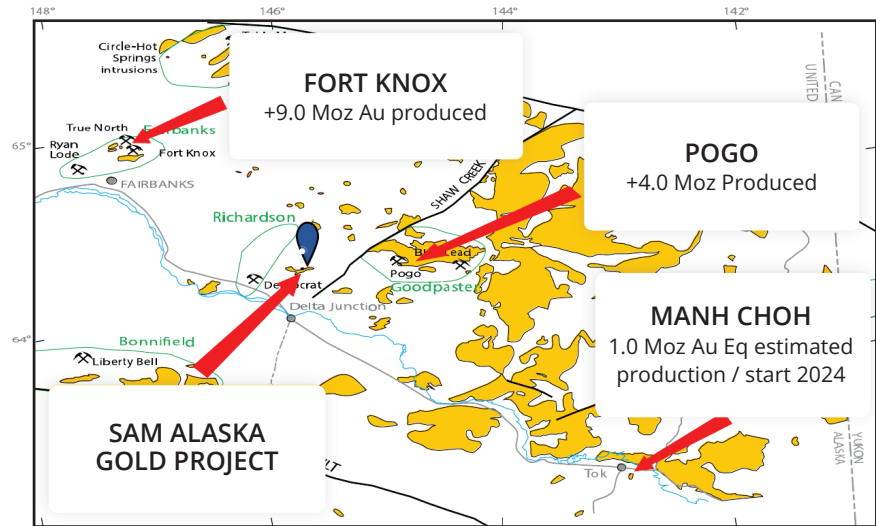 148°
146°
144°
142°
Circle-Hot
Springs
intrusions
FORT KNOX
+9.0 Moz Au produced
UNITED
CAN
65°
True North
Fairbanks
Ryan
Lode
Fort Knox
FAIRBANKS
SHAW CREEK
POGO
+4.0 Moz Produced
Richardson
Pogo
Goodpaste
Delta Junction
64°
Bonnifield
Liberty Bell
MANH CHOH
1.0 Moz Au Eq estimated
production / start 2024
SAM ALASKA
GOLD PROJECT
Tok
ALASKA
YUKON